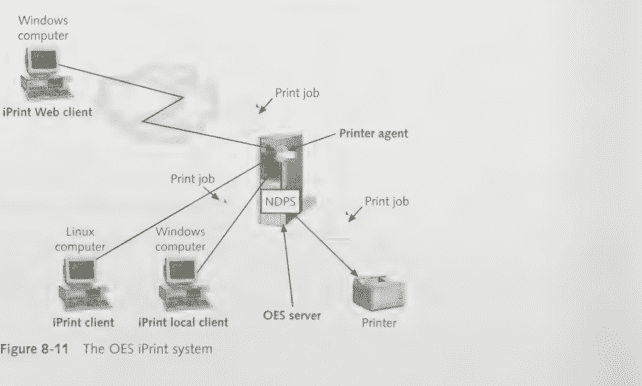 Windows
computer
iPrint Web client
Print job
Printer agent
Print job
NDPS
Print job
Linux
computer
Windows
computer
iPrint client
iPrint local client
OES server
Printer
Figure 8-11 The OES iPrint system